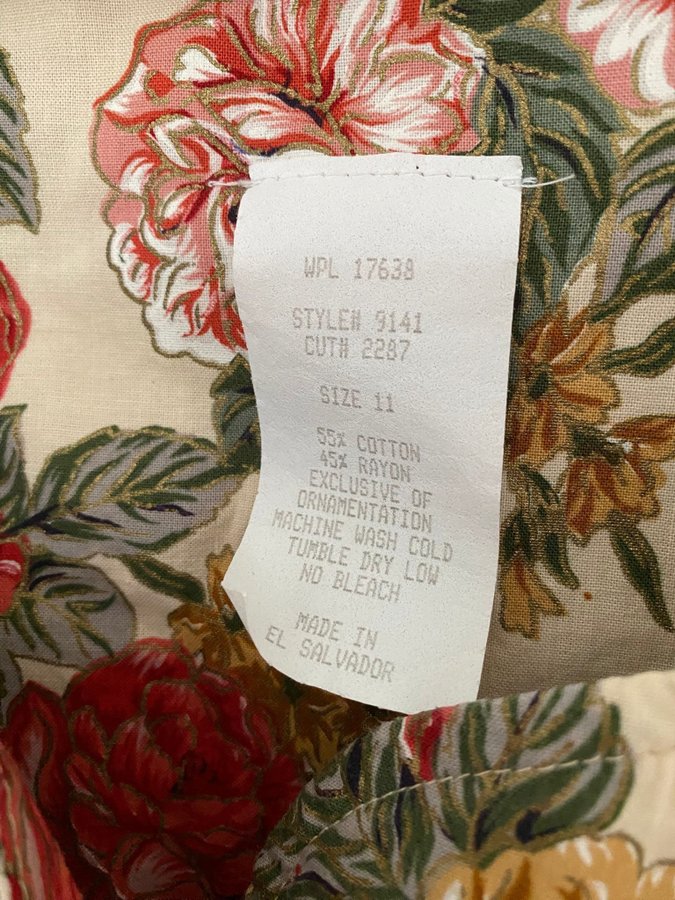 WPL 17638
STYLE# 9141
CUT# 2287
SIZE 11
55% COTTON
45% RAYON
EXCLUSIVE OF
ORNAMENTATION
MACHINE WASH COLD
TUMBLE DRY LOW
NO BLEACH
MADE IN
EL SALVADOR